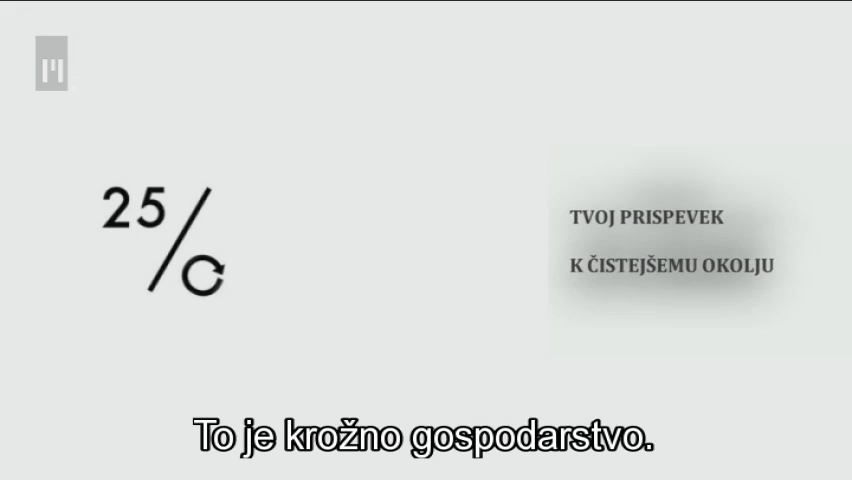 25/
TVOJ PRISPEVEK
K ČISTEJŠEMU OKOLJU
To je krožno gospodarstvo.